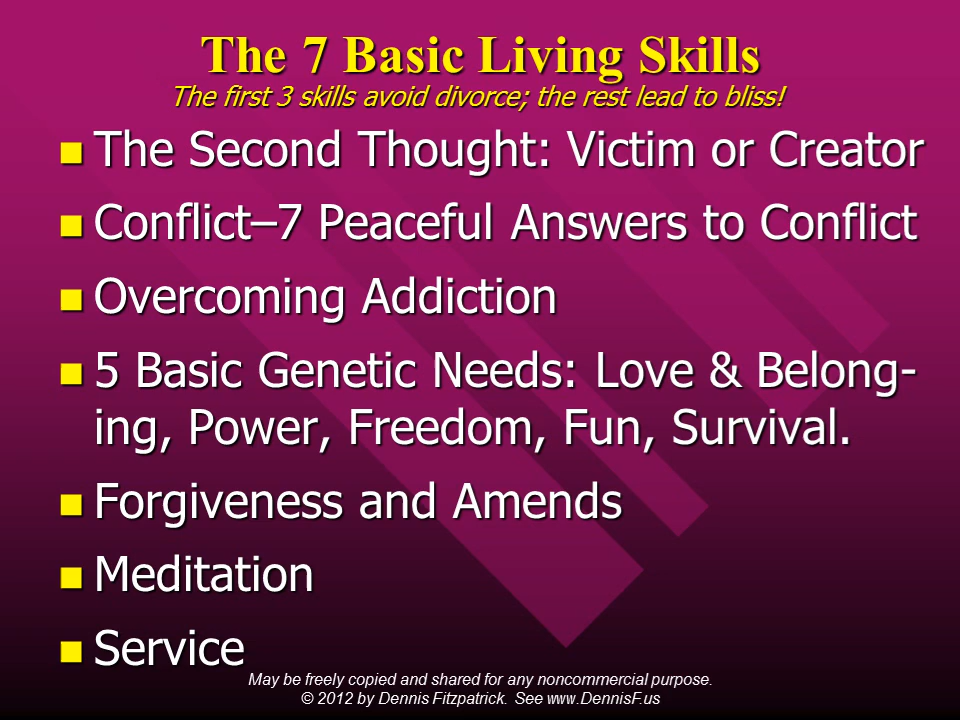 The 7 Basic Living Skills
The first 3 skills avoid divorce; the rest lead to bliss!
The Second Thought: Victim or Creator
Conflict–7 Peaceful Answers to Conflict
Overcoming Addiction
5 Basic Genetic Needs: Love & Belong-
ing, Power, Freedom, Fun, Survival.
Forgiveness and Amends
Meditation
Service
May be freely copied and shared for any noncommercial purpose.
© 2012 by Dennis Fitzpatrick. See www.DennisF.us